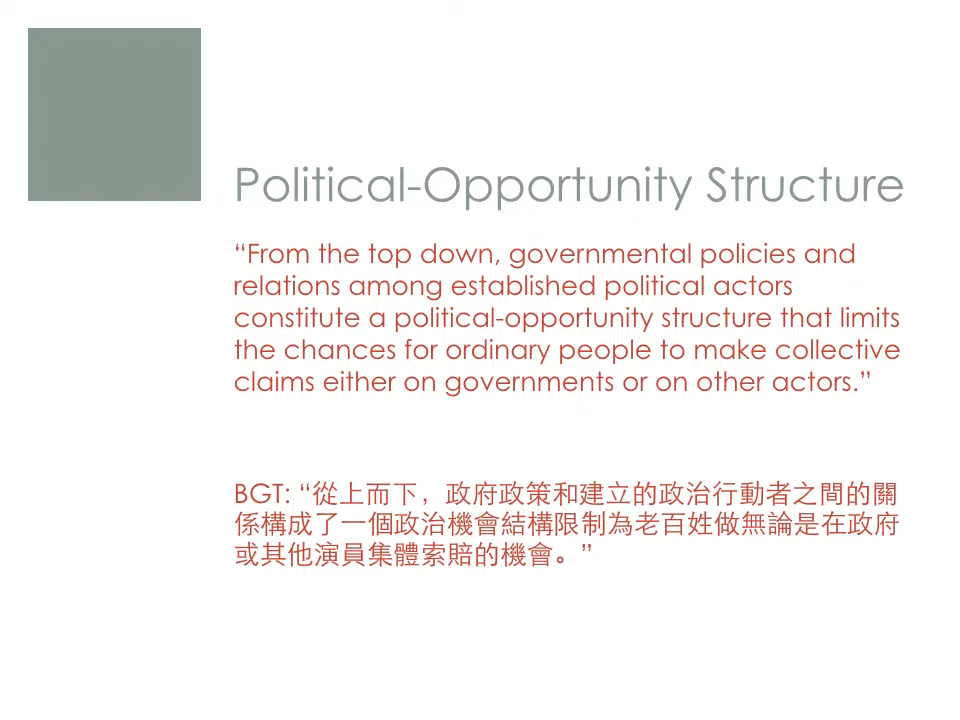 Political-Opportunity Structure
“From the top down, governmental policies and
relations among established political actors
constitute a political-opportunity structure that limits
the chances for ordinary people to make collective
claims either on governments or on other actors.”
BGT: “從上而下，政府政策和建立的政治行動者之間的關
係構成了一個政治機會結構限制為老百姓做無論是在政府
或其他演員集體索賠的機會。”